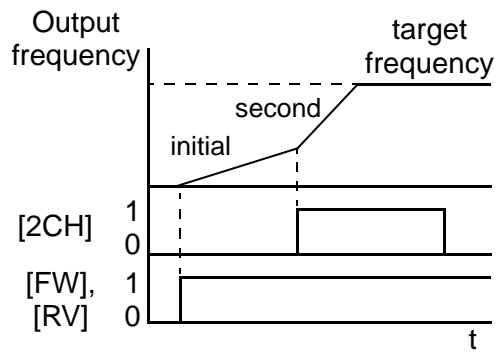 Output
frequency
target
frequency
second
initial
[2CH]
1
0
[FW],
[RV]
1
0
t